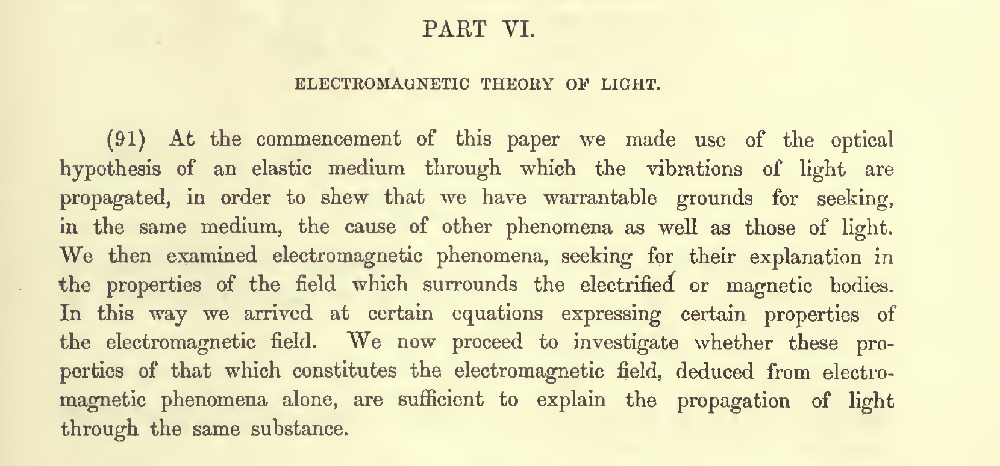 PART VI.
ELECTROMAGNETIC THEORY OF LIGHT.
(91) At the commencement of this paper we made use of the optical
hypothesis of an elastic medium through which the vibrations of light are
propagated, in order to shew that we have warrantable grounds for seeking,
in the same medium, the cause of other phenomena as well as those of light.
We then examined electromagnetic phenomena, seeking for their explanation in
the properties of the field which surrounds the electrified or magnetic bodies.
In this way we arrived at certain equations expressing certain properties of
the electromagnetic field. We now proceed to investigate whether these pro-
perties of that which constitutes the electromagnetic field, deduced from electro-
magnetic phenomena alone, are sufficient to explain the propagation of light
through the same substance.